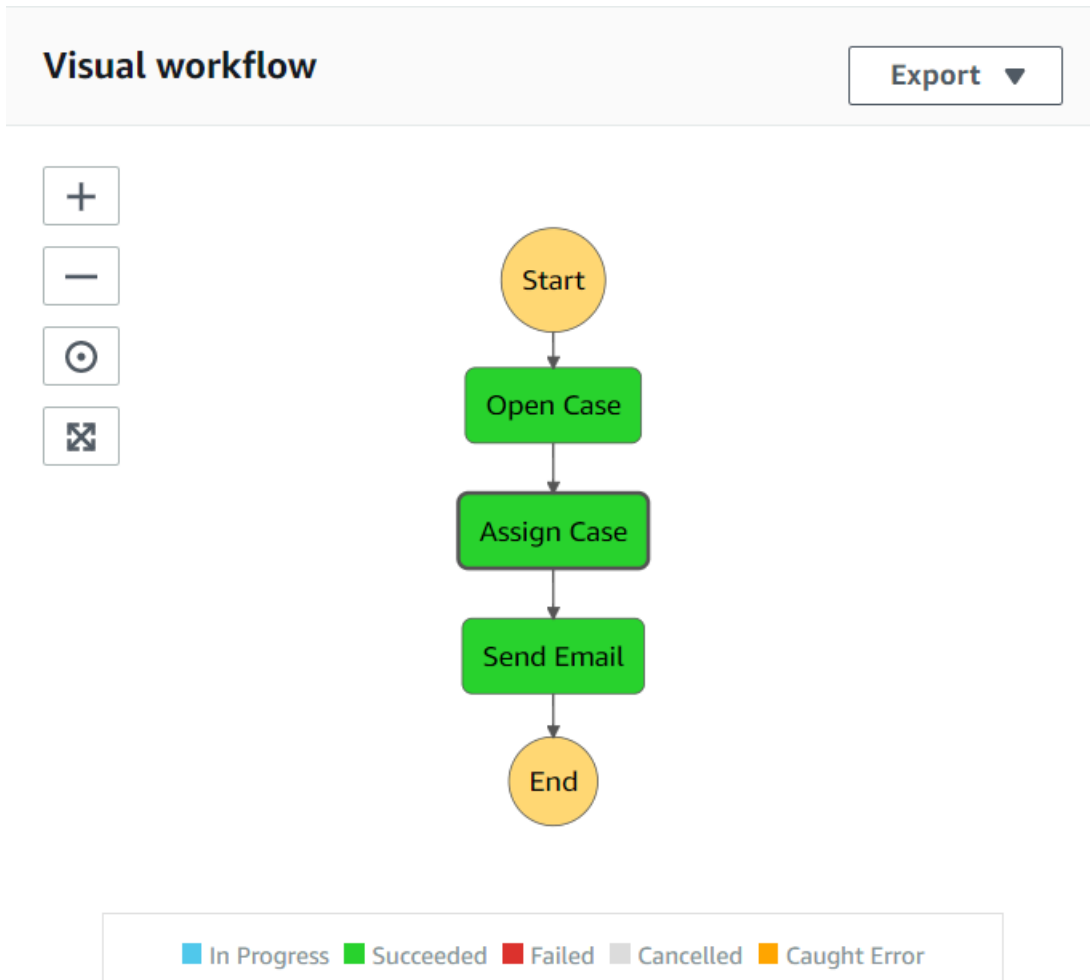 Visual workflow
Export
Start
Open Case
Assign Case
Send Email
End
In Progress Succeeded Failed Cancelled Caught Error